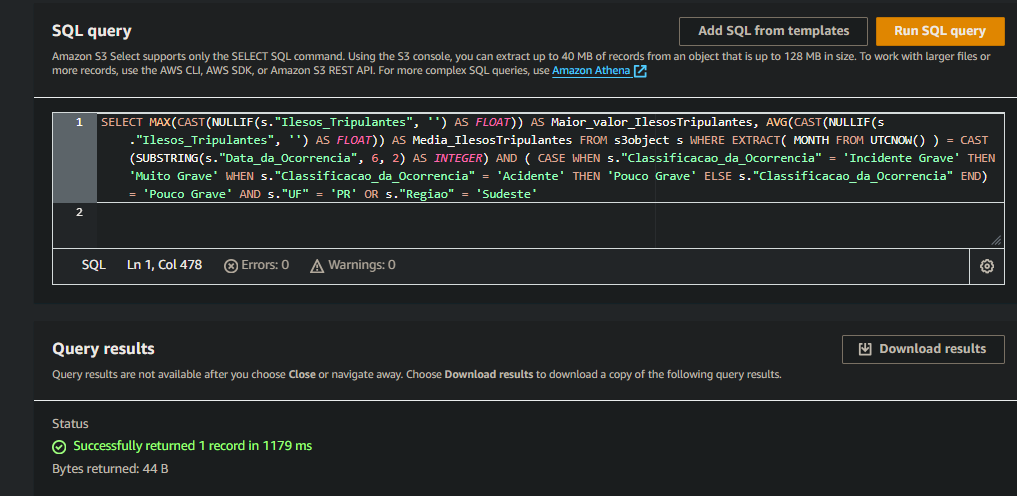 SQL query
Add SQL from templates
Run SQL query
Amazon S3 Select supports only the SELECT SQL command. Using the S3 console, you can extract up to 40 MB of records from an object that is up to 128 MB in size. To work with larger files or
more records, use the AWS CLI, AWS SDK, or Amazon S3 REST API. For more complex SQL queries, use Amazon Athena
1 SELECT MAX(CAST(NULLIF(s."Ilesos_Tripulantes", '') AS FLOAT)) AS Maior_valor_IlesosTripulantes, AVG(CAST(NULLIF(s
."Ilesos_Tripulantes", '') AS FLOAT)) AS Media_IlesosTripulantes FROM s3object s WHERE EXTRACT( MONTH FROM UTCNOW() ) = CAST
(SUBSTRING(s."Data_da_Ocorrencia", 6, 2) AS INTEGER) AND ( CASE WHEN s."Classificacao_da_Ocorrencia" = 'Incidente Grave' THEN
'Muito Grave' WHEN s."Classificacao_da_Ocorrencia" = 'Acidente' THEN 'Pouco Grave' ELSE s."Classificacao_da_Ocorrencia" END)
= 'Pouco Grave' AND s."UF" = 'PR' OR s."Regiao" = 'Sudeste'
2
SQL Ln 1, Col 478 Errors: 0 Warnings: 0
Query results
Download results
Query results are not available after you choose Close or navigate away. Choose Download results to download a copy of the following query results.
Status
Successfully returned 1 record in 1179 ms
Bytes returned: 44 B